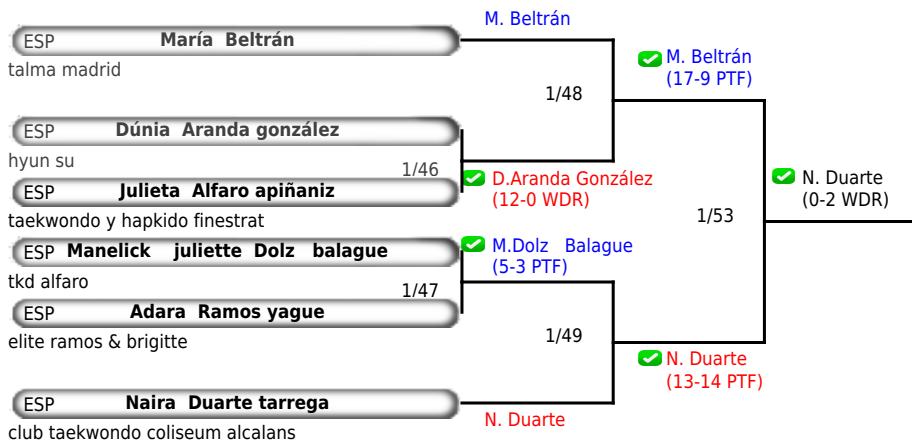 M. Beltrán
ESP María Beltrán
talma madrid
M. Beltrán
(17-9 PTF)
1/48
ESP Dúnia Aranda gonzález
hyun su
1/46
D.Aranda González
(12-0 WDR)
ESP Julieta Alfaro apiñaniz
taekwondo y hapkido finestrat
N. Duarte
(0-2 WDR)
1/53
ESP Manelick juliette Dolz balague
tkd alfaro
M.Dolz Balague
(5-3 PTF)
1/47
ESP Adara Ramos yague
elite ramos & brigitte
1/49
N. Duarte
(13-14 PTF)
ESP Naira Duarte tarrega
club taekwondo coliseum alcalans
N. Duarte